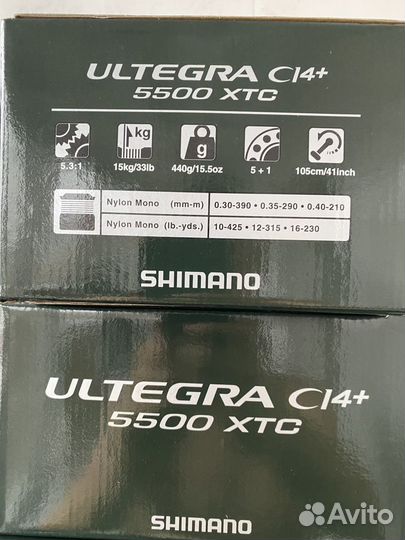 ULTEGRA CI4+
5500 XTC
kg
g
5.3:1
15kg/33lb
440g/15.5oz
5 + 1
105cm/41inch
Nylon Mono (mm-m) 0.30-390 • 0.35-290 • 0.40-210
Nylon Mono (lb.-yds.) 10-425 • 12-315 • 16-230
SHIMANO
ULTEGRA CI4+
5500 XTC
SHIMANO
Avito